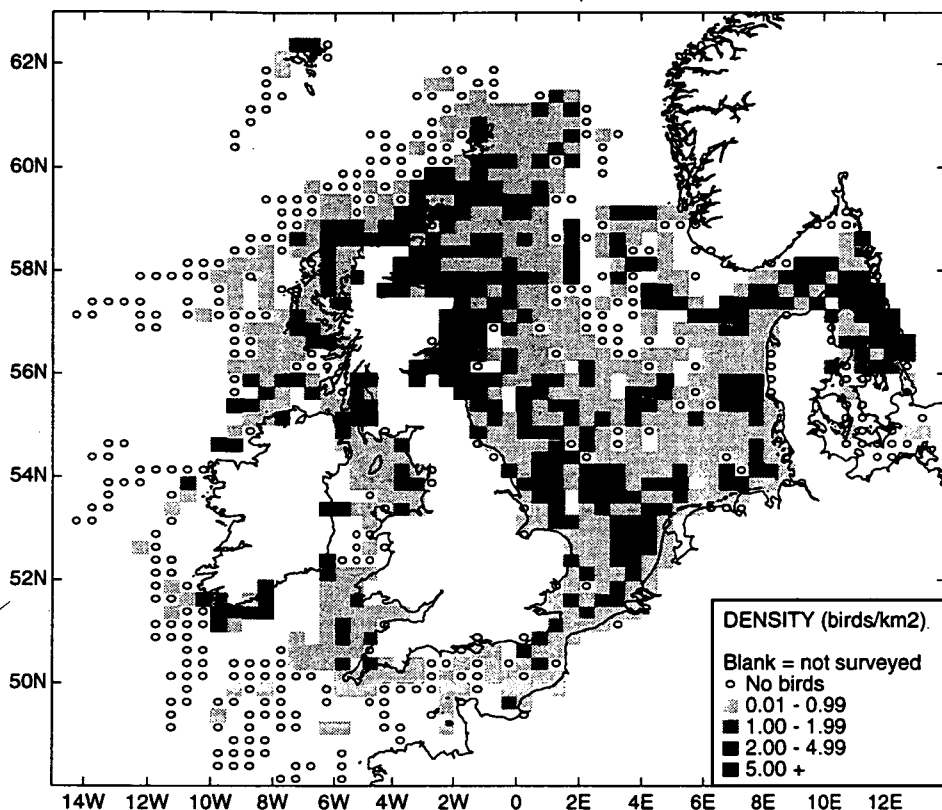 62N
60N
58N
56N
54N
52N
50N
14W 12W 10W 8W 6W 4W 2W 0 2E 4E 6E 8E 10E 12E
DENSITY (birds/km2)
Blank = not surveyed
No birds
0.01 - 0.99
1.00 - 1.99
2.00 - 4.99
5.00 +